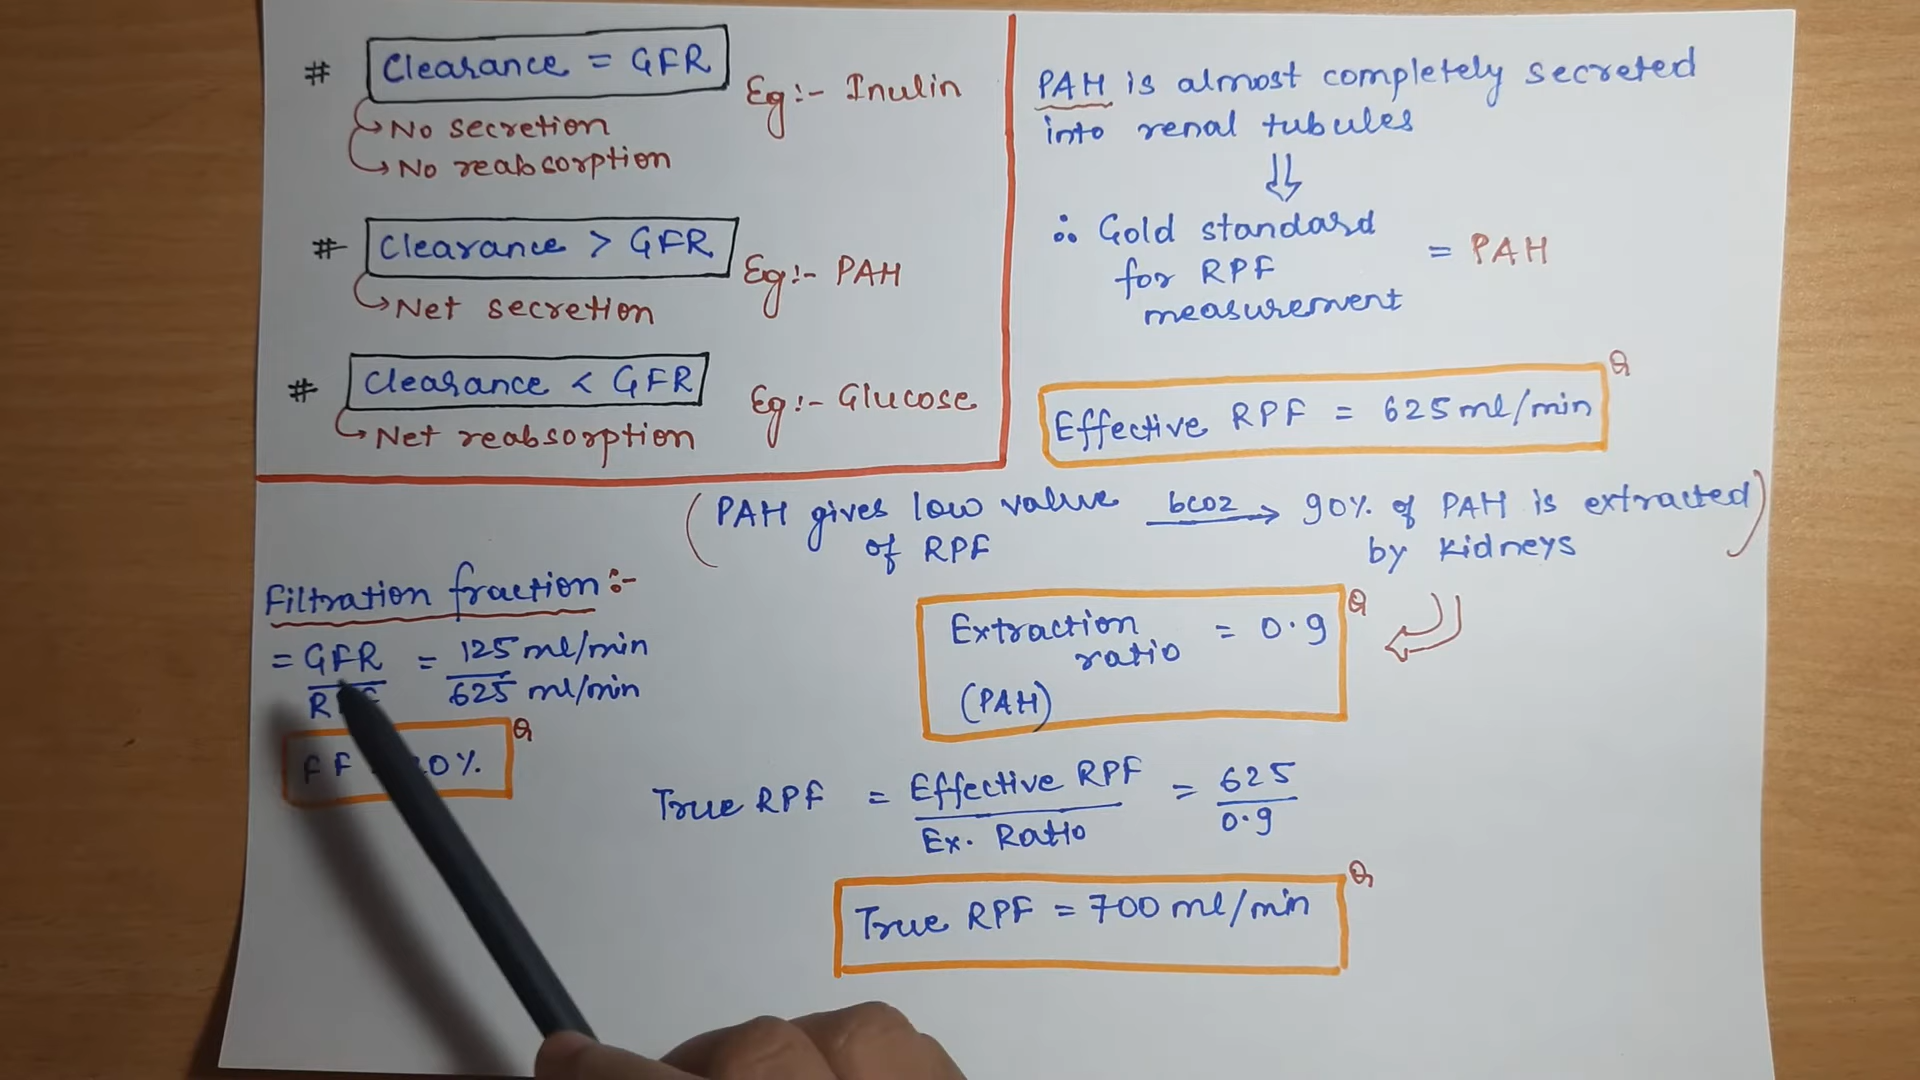 # Clearance = GFR
No secretion
No reabsorption
Eg:- Inulin
# Clearance > GFR
Net secretion
Eg:- PAH
# Clearance < GFR
Net reabsorption
Eg:- Glucose
PAH is almost completely secreted
into renal tubules
⇓
∴ Gold standard
for RPF
measurement
= PAH
Effective RPF = 625 ml/min
Q
(PAH gives low value
of RPF
bcoz →
90% of PAH is extracted)
by kidneys
Filtration fraction:-
= GFR = 125 ml/min
625 ml/min
FF
Q
Extraction
ratio = 0.9
(PAH)
Q
True RPF = Effective RPF = 625
Ex. Ratio 0.9
True RPF = 700 ml/min
Q